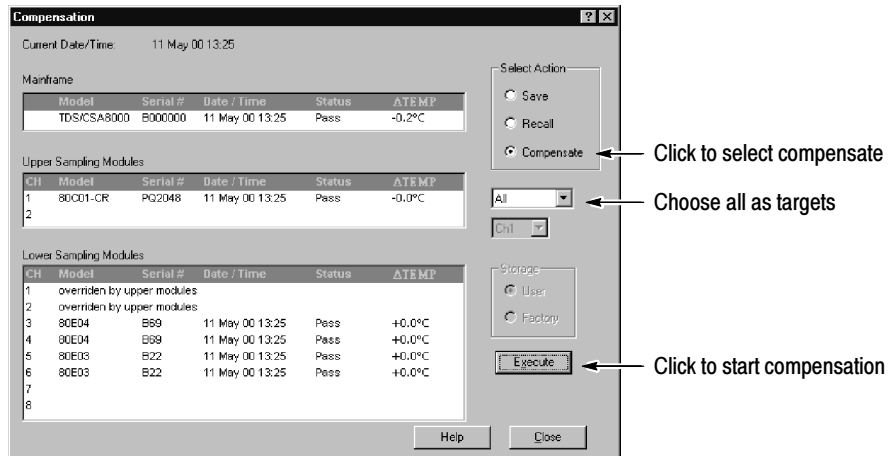 Compensation
Current Date/Time: 11 May 00 13:25
Mainframe
Model Serial # Date / Time Status ΔTEMP
TDS/CSA8000 B000000 11 May 00 13:25 Pass -0.2°C
Upper Sampling Modules
CH Model Serial # Date / Time Status ΔTEMP
1 80C01-CR PQ2048 11 May 00 13:25 Pass -0.0°C
2
Lower Sampling Modules
CH Model Serial # Date / Time Status ΔTEMP
1 overriden by upper modules
2 overriden by upper modules
3 80E04 B69 11 May 00 13:25 Pass +0.0°C
4 80E04 B69 11 May 00 13:25 Pass +0.0°C
5 80E03 B22 11 May 00 13:25 Pass +0.0°C
6 80E03 B22 11 May 00 13:25 Pass +0.0°C
7
8
Select Action
Save
Recall
Compensate
All
Ch1
Storage
User
Factory
Execute
Help
Close
Click to select compensate
Choose all as targets
Click to start compensation